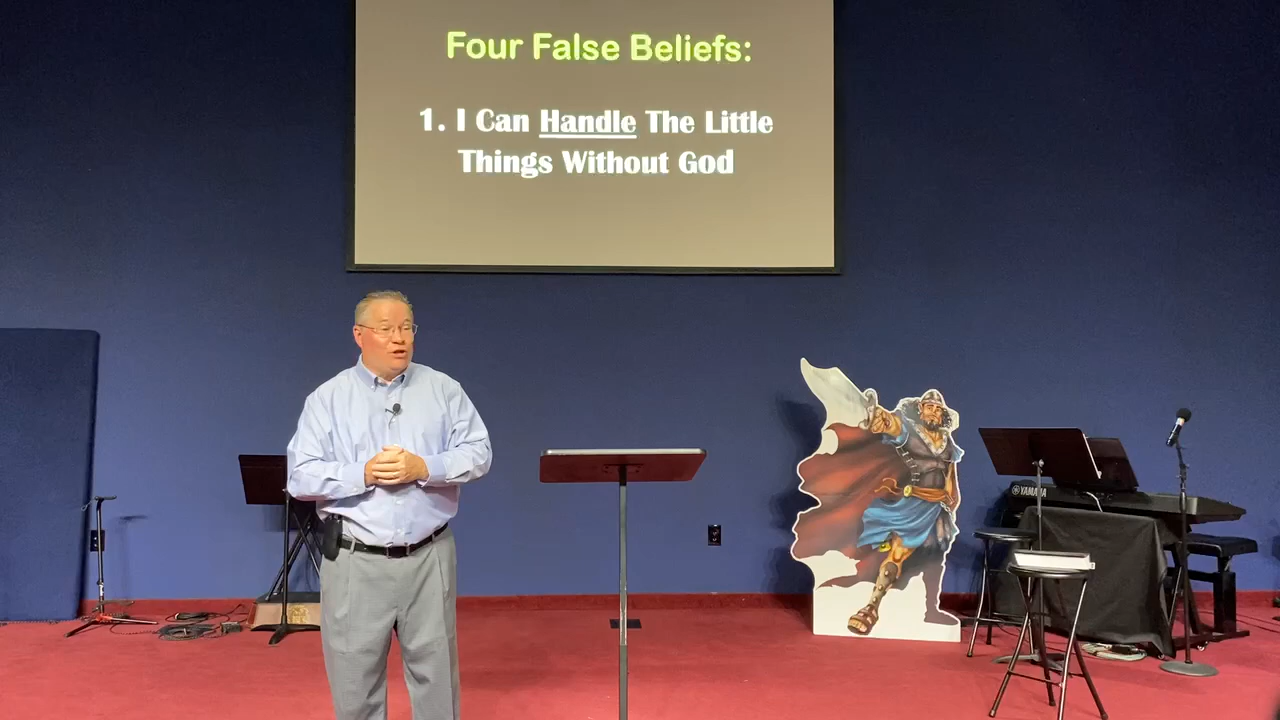 Four False Beliefs:
1. I Can Handle The Little
Things Without God
YAMAHA